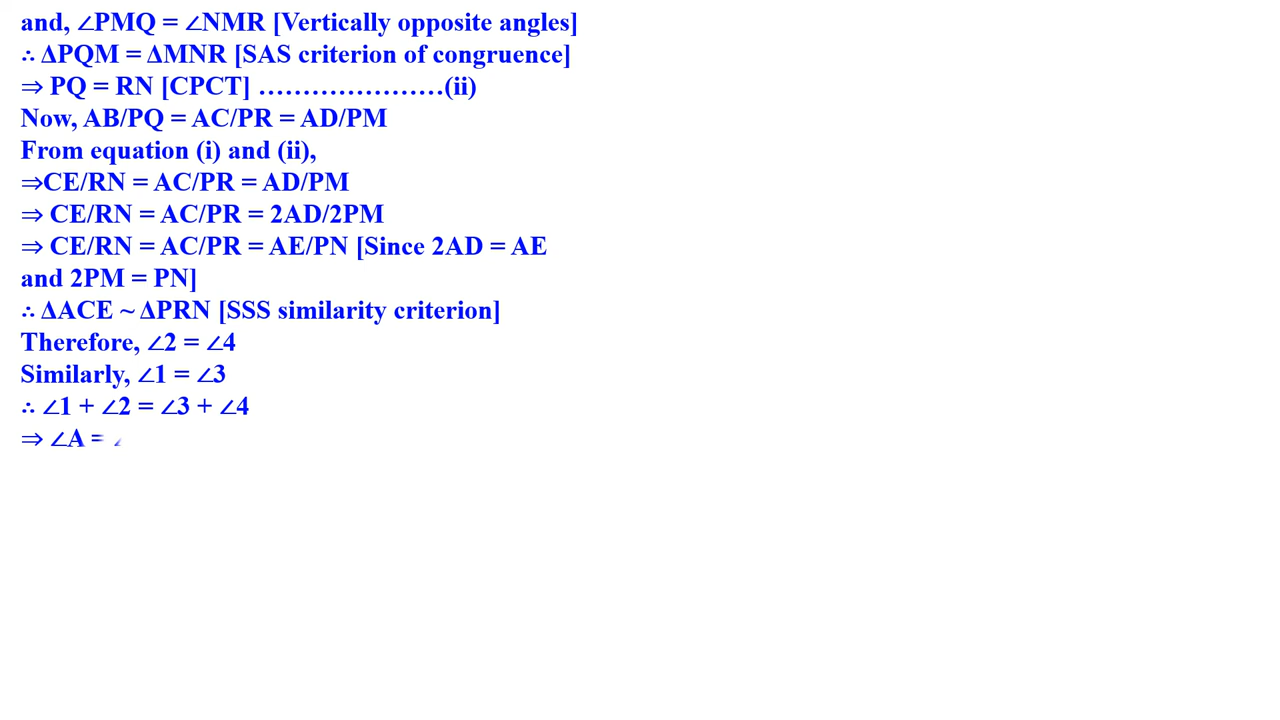 and, ∠PMQ = ∠NMR [Vertically opposite angles]
∴ ΔPQM = ΔMNR [SAS criterion of congruence]
⇒ PQ = RN [CPCT] …………………(ii)
Now, AB/PQ = AC/PR = AD/PM
From equation (i) and (ii),
⇒CE/RN = AC/PR = AD/PM
⇒ CE/RN = AC/PR = 2AD/2PM
⇒ CE/RN = AC/PR = AE/PN [Since 2AD = AE
and 2PM = PN]
∴ ΔACE ~ ΔPRN [SSS similarity criterion]
Therefore, ∠2 = ∠4
Similarly, ∠1 = ∠3
∴ ∠1 + ∠2 = ∠3 + ∠4
⇒ ∠A =